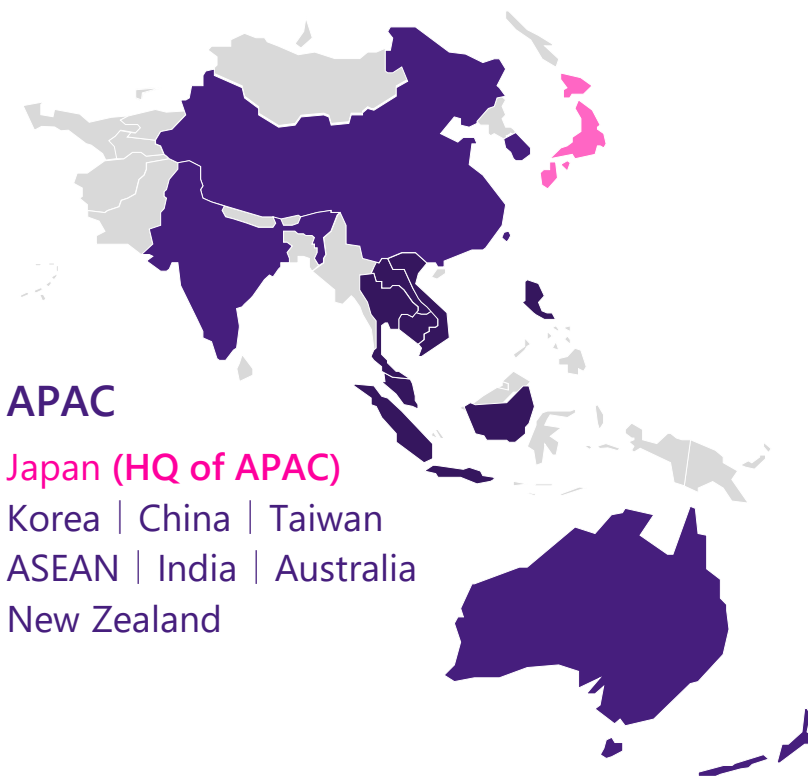 APAC
Japan (HQ of APAC)
Korea｜China｜Taiwan
ASEAN｜India｜Australia
New Zealand